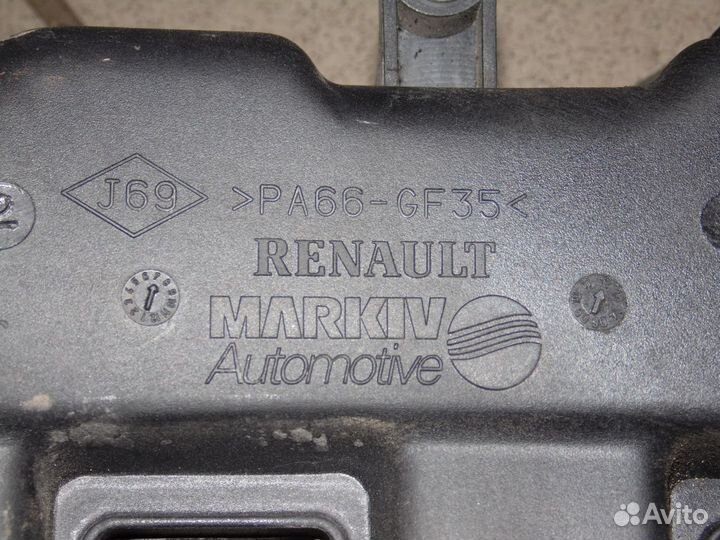 J69 >PA66-GF35<
RENAULT
MARKIV
Automotive
Avito